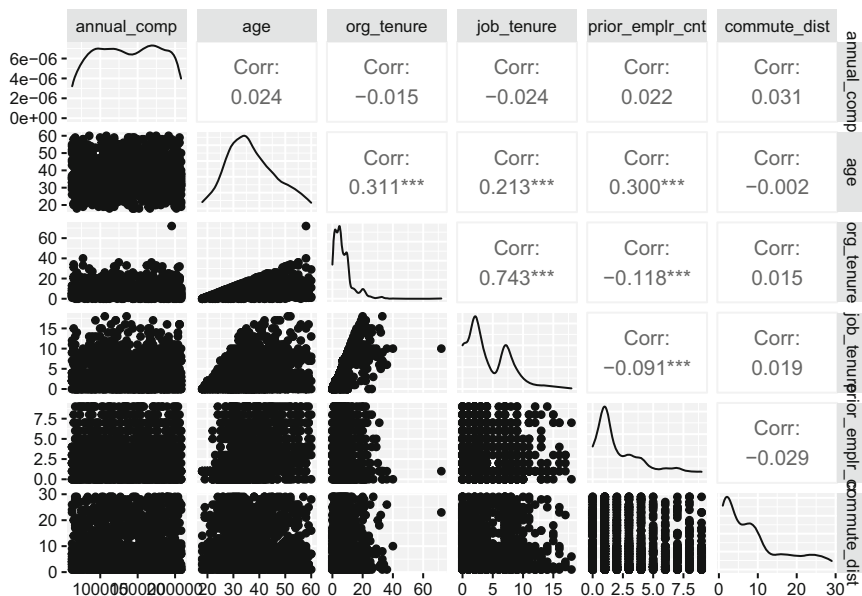 annual_comp age org_tenure job_tenure prior_emplr_cnt commute_dist
6e−06
4e−06
2e−06
0e+00
Corr:
0.024
Corr:
−0.015
Corr:
−0.024
Corr:
0.022
Corr:
0.031
annual_comp
60
50
40
30
20
Corr:
0.311***
Corr:
0.213***
Corr:
0.300***
Corr:
−0.002
age
60
40
20
0
Corr:
0.743***
Corr:
−0.118***
Corr:
0.015
org_tenure
15
10
5
0
Corr:
−0.091***
Corr:
0.019
job_tenure
7.5
5.0
2.5
0.0
Corr:
−0.029
prior_emplr_c
30
20
10
0
commute_dist
100000 150000 200000
20 30 40 50 60
0 20 40 60
0 5 10 15
0.0 2.5 5.0 7.5
0 10 20 30